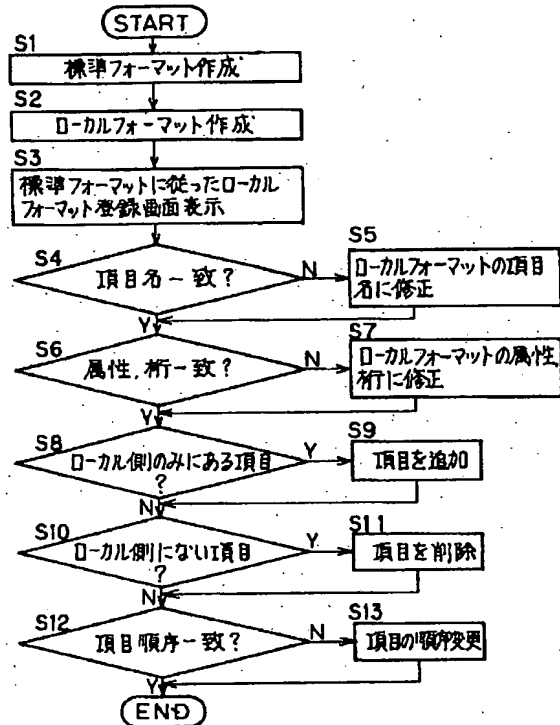 START
S1
標準フォーマット作成
S2
ローカルフォーマット作成
S3
標準フォーマットに従ったローカル
フォーマット登録画面表示
S4
項目名一致?
N
S5
ローカルフォーマットの項目
名に修正
Y
S6
属性,桁一致?
N
S7
ローカルフォーマットの属性,
桁に修正
Y
S8
ローカル側のみにある項目
?
Y
S9
項目を追加
N
S10
ローカル側にない項目
?
Y
S11
項目を削除
N
S12
項目順序一致?
N
S13
項目の順序変更
Y
END